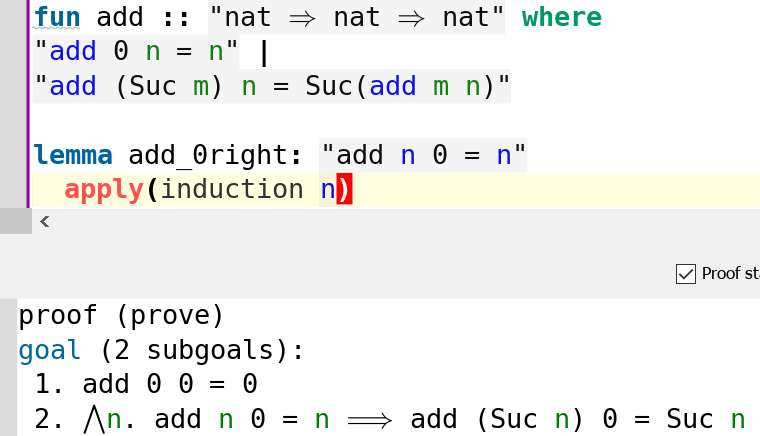 fun add :: "nat ⇒ nat ⇒ nat" where
"add 0 n = n" |
"add (Suc m) n = Suc(add m n)"
lemma add_0right: "add n 0 = n"
apply(induction n)
<
Proof sta
proof (prove)
goal (2 subgoals):
1. add 0 0 = 0
2. ⋀n. add n 0 = n ⟹ add (Suc n) 0 = Suc n